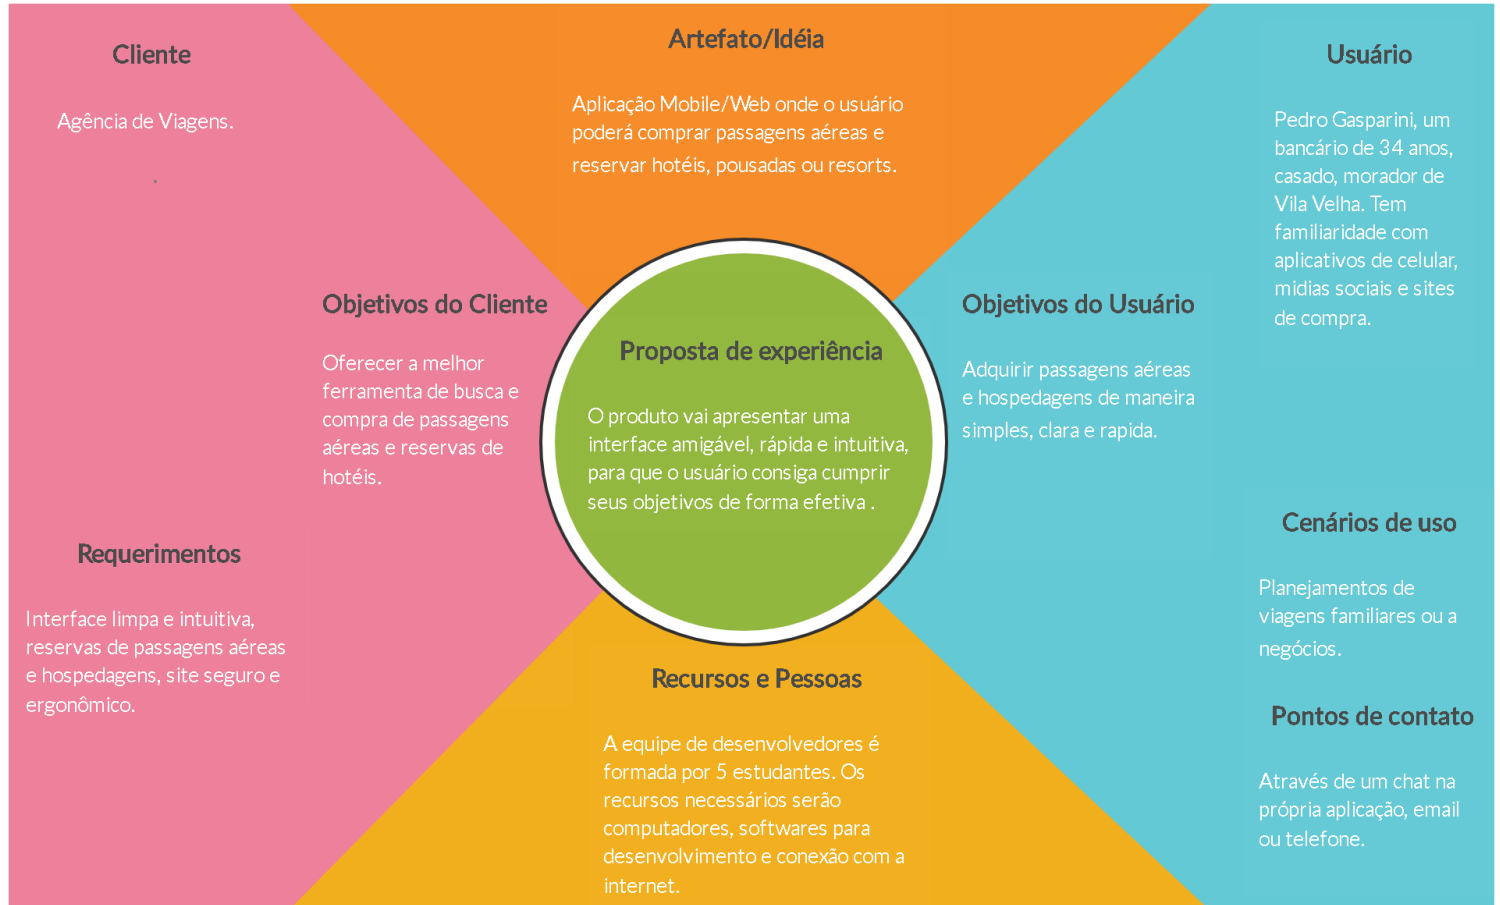 Cliente
Agência de Viagens.
.
Objetivos do Cliente
Oferecer a melhor
ferramenta de busca e
compra de passagens
aéreas e reservas de
hotéis.
Requerimentos
Interface limpa e intuitiva,
reservas de passagens aéreas
e hospedagens, site seguro e
ergonômico.
Artefato/Idéia
Aplicação Mobile/Web onde o usuário
poderá comprar passagens aéreas e
reservar hotéis, pousadas ou resorts.
Proposta de experiência
O produto vai apresentar uma
interface amigável, rápida e intuitiva,
para que o usuário consiga cumprir
seus objetivos de forma efetiva .
Recursos e Pessoas
A equipe de desenvolvedores é
formada por 5 estudantes. Os
recursos necessários serão
computadores, softwares para
desenvolvimento e conexão com a
internet.
Usuário
Pedro Gasparini, um
bancário de 34 anos,
casado, morador de
Vila Velha. Tem
familiaridade com
aplicativos de celular,
midias sociais e sites
de compra.
Objetivos do Usuário
Adquirir passagens aéreas
e hospedagens de maneira
simples, clara e rapida.
Cenários de uso
Planejamentos de
viagens familiares ou a
negócios.
Pontos de contato
Através de um chat na
própria aplicação, email
ou telefone.